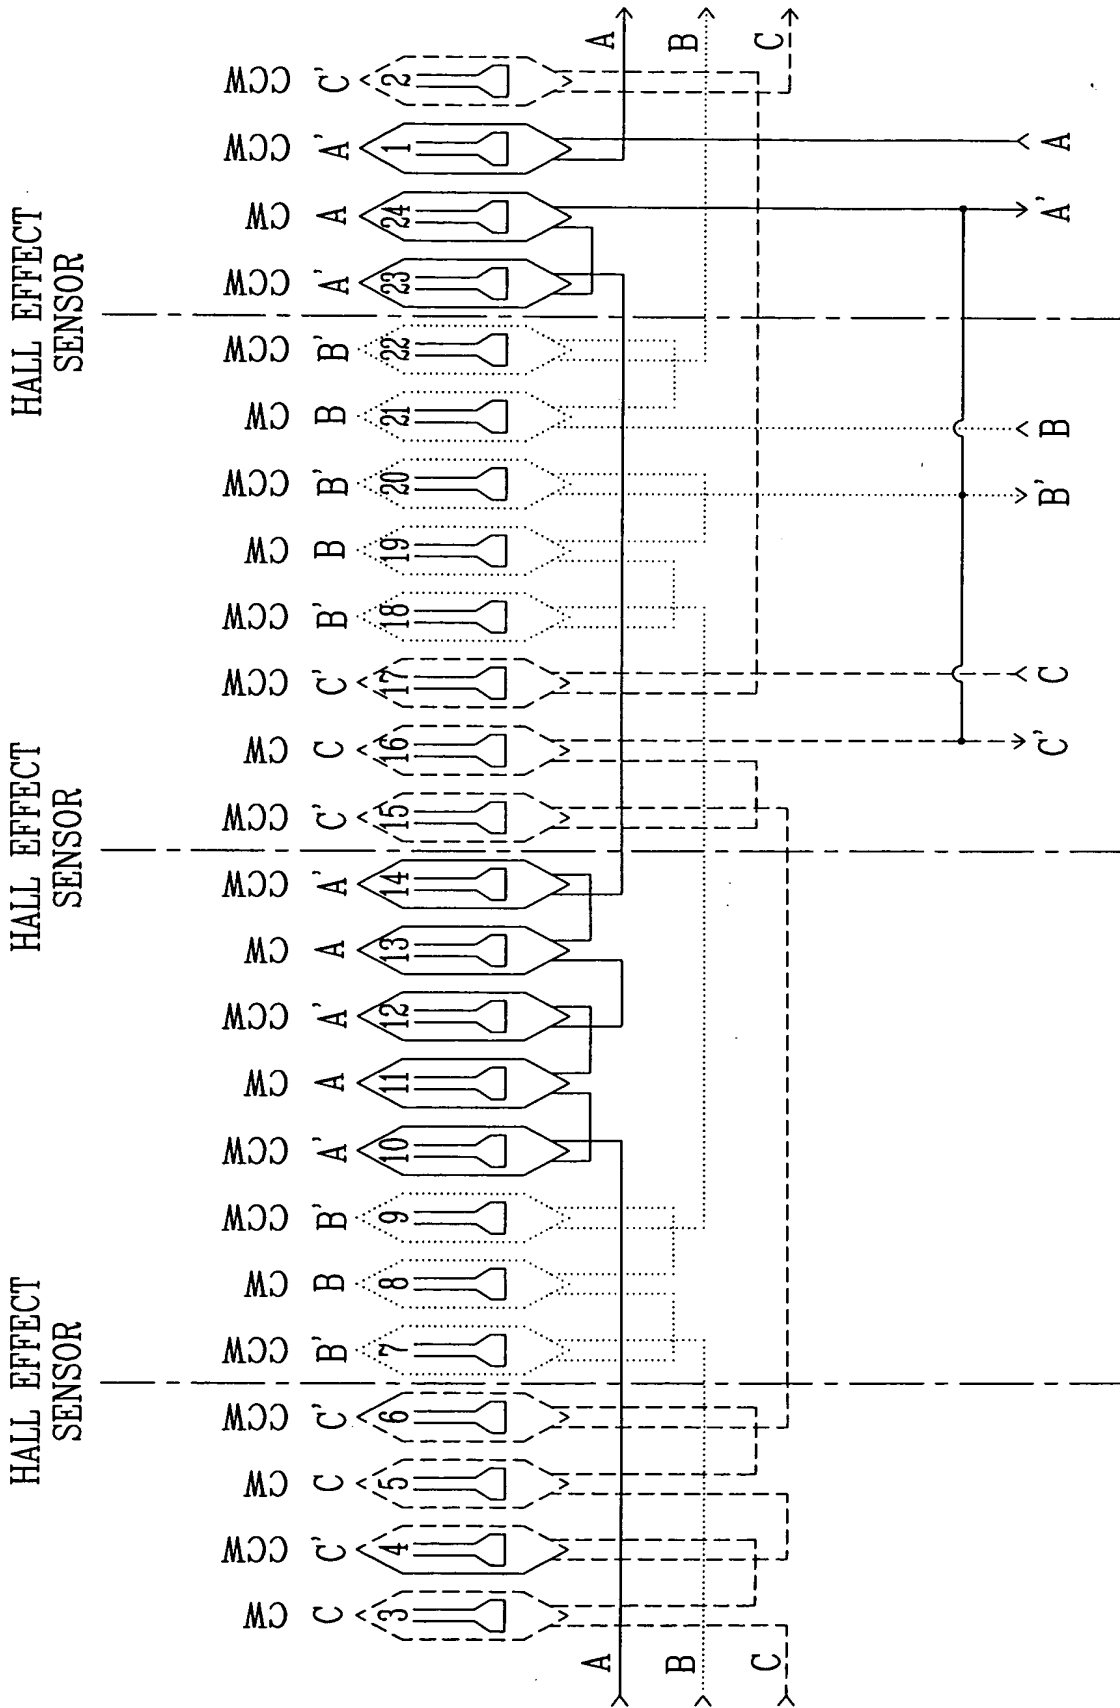 HALL EFFECT HALL EFFECT HALL EFFECT
SENSOR SENSOR SENSOR
CW CCW CW CCW CCW CW CCW CCW CW CCW CW CCW CCW CW CCW CCW CW CCW CW CCW CCW CW CCW CCW
C C' C C' B' B B' A' A A' A A' C' C C' B' B B' B B' A' A A' C'
3 4 5 6 7 8 9 10 11 12 13 14 15 16 17 18 19 20 21 22 23 24 1 2
A A
B B
C C
C' C B' B A' A